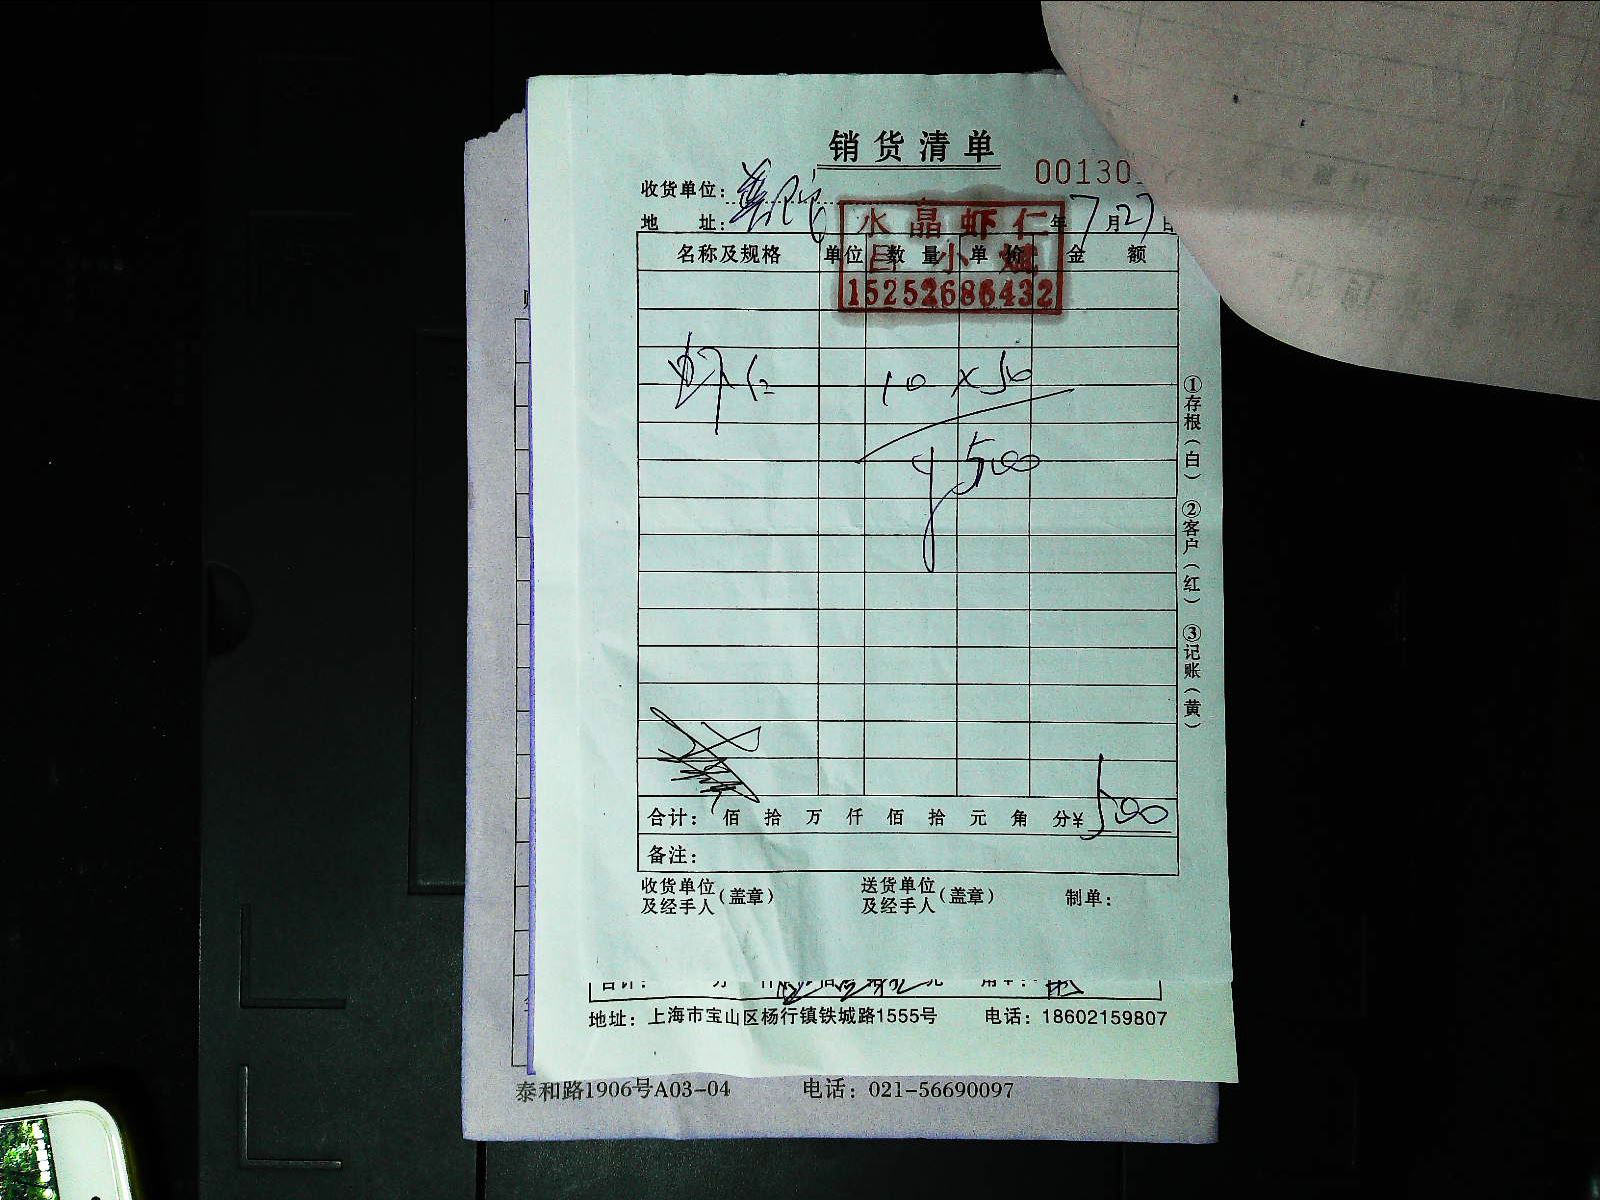 销货清单
00130
收货单位:
地 址: 年 7 月 27 日
水晶虾仁
吕小斌
15252686432
名称及规格 单位 数量 单价 金额
虾仁 10 × 50
¥500
合计: 佰 拾 万 仟 佰 拾 元 角 分¥ 500
备注:
收货单位及经手人(盖章) 送货单位及经手人(盖章) 制单:
①存根(白) ②客户(红) ③记账(黄)
地址: 上海市宝山区杨行镇铁城路1555号 电话: 18602159807
泰和路1906号A03-04 电话: 021-56690097